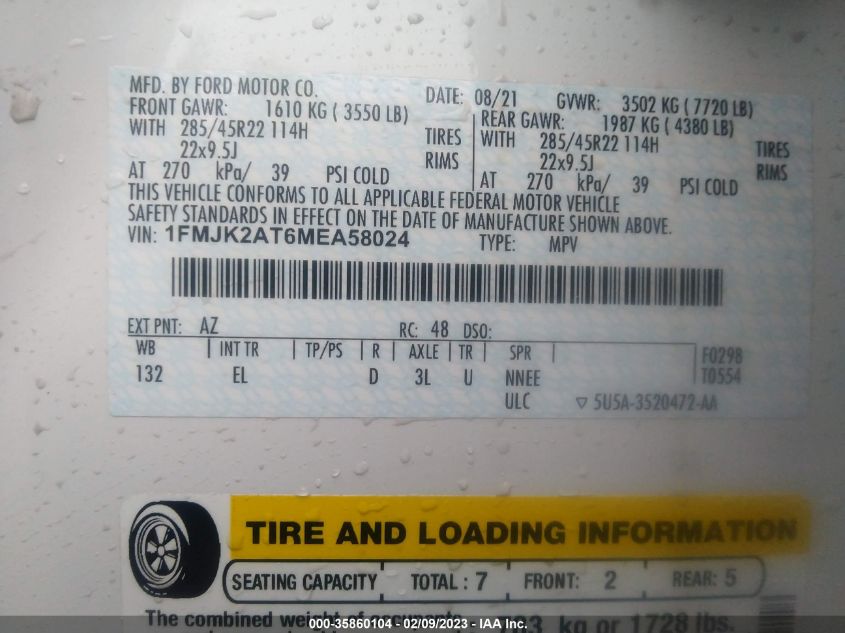 MFD. BY FORD MOTOR CO. DATE: 08/21 GVWR: 3502 KG ( 7720 LB)
FRONT GAWR: 1610 KG ( 3550 LB) REAR GAWR: 1987 KG ( 4380 LB)
WITH 285/45R22 114H TIRES WITH 285/45R22 114H TIRES
22x9.5J RIMS 22x9.5J RIMS
AT 270 kPa/ 39 PSI COLD AT 270 kPa/ 39 PSI COLD
THIS VEHICLE CONFORMS TO ALL APPLICABLE FEDERAL MOTOR VEHICLE
SAFETY STANDARDS IN EFFECT ON THE DATE OF MANUFACTURE SHOWN ABOVE.
VIN: 1FMJK2AT6MEA58024 TYPE: MPV
EXT PNT: AZ RC: 48 DSO:
WB INT TR TP/PS R AXLE TR SPR F0298
132 EL D 3L U NNEE T0554
ULC ▽ 5U5A-3520472-AA
TIRE AND LOADING INFORMATION
SEATING CAPACITY TOTAL : 7 FRONT: 2 REAR: 5
The combined weight of occupants kg or 1728 lbs.
000-35860104 - 02/09/2023 - IAA Inc.